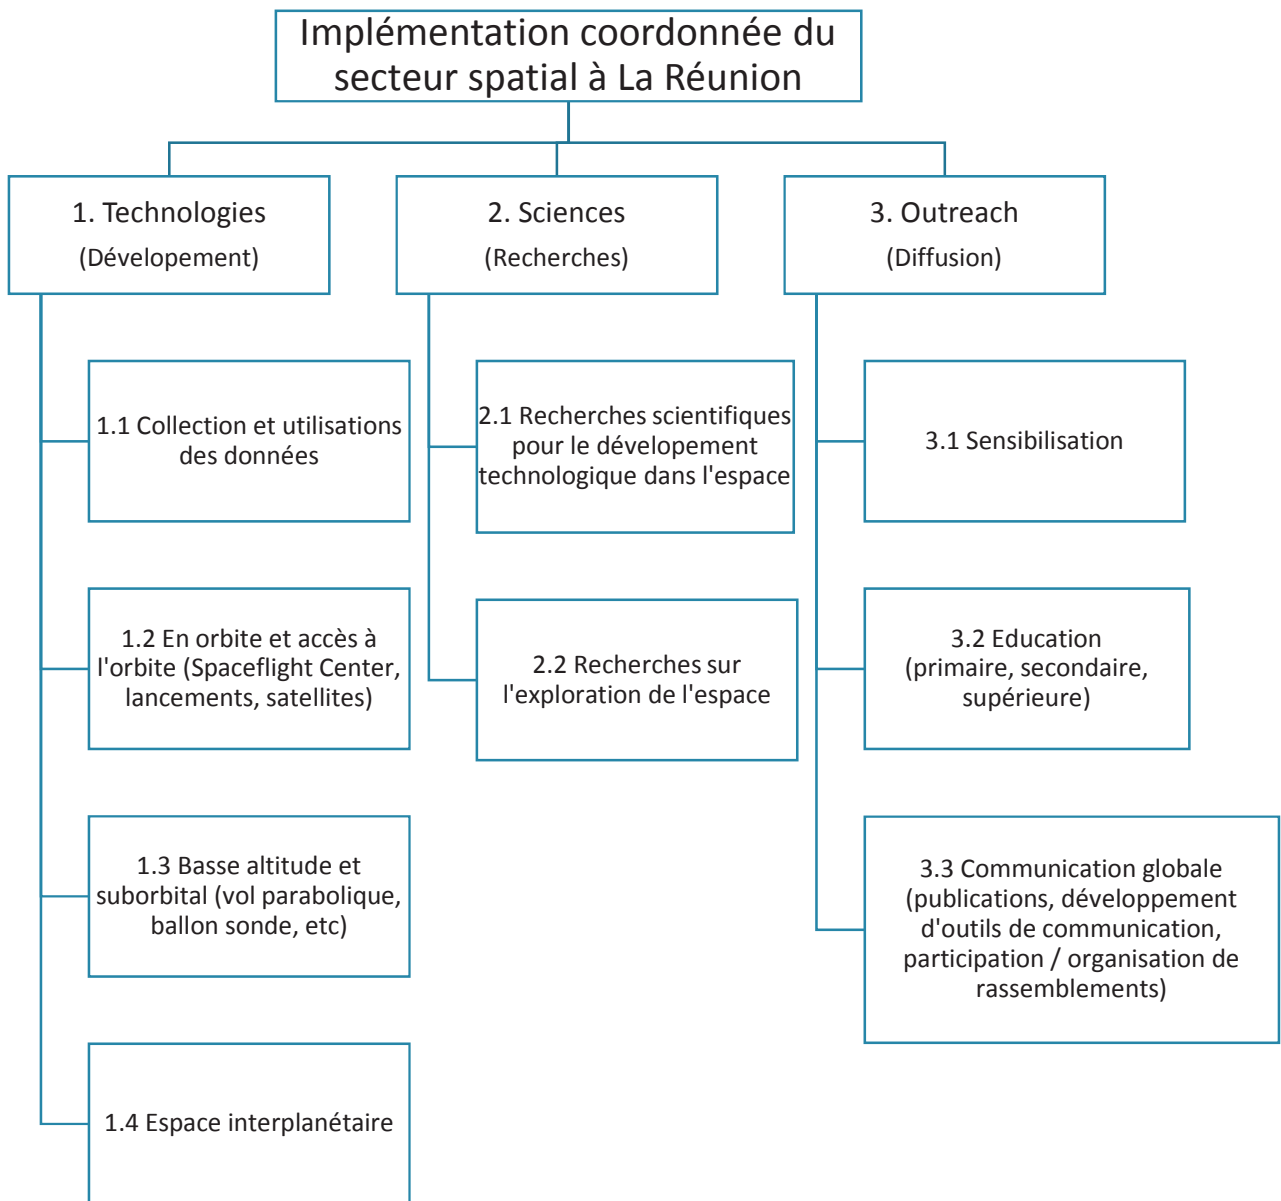 Implémentation coordonnée du
secteur spatial à La Réunion
1. Technologies
(Dévelopement)
2. Sciences
(Recherches)
3. Outreach
(Diffusion)
1.1 Collection et utilisations
des données
1.2 En orbite et accès à
l'orbite (Spaceflight Center,
lancements, satellites)
1.3 Basse altitude et
suborbital (vol parabolique,
ballon sonde, etc)
1.4 Espace interplanétaire
2.1 Recherches scientifiques
pour le dévelopement
technologique dans l'espace
2.2 Recherches sur
l'exploration de l'espace
3.1 Sensibilisation
3.2 Education
(primaire, secondaire,
supérieure)
3.3 Communication globale
(publications, développement
d'outils de communication,
participation / organisation de
rassemblements)